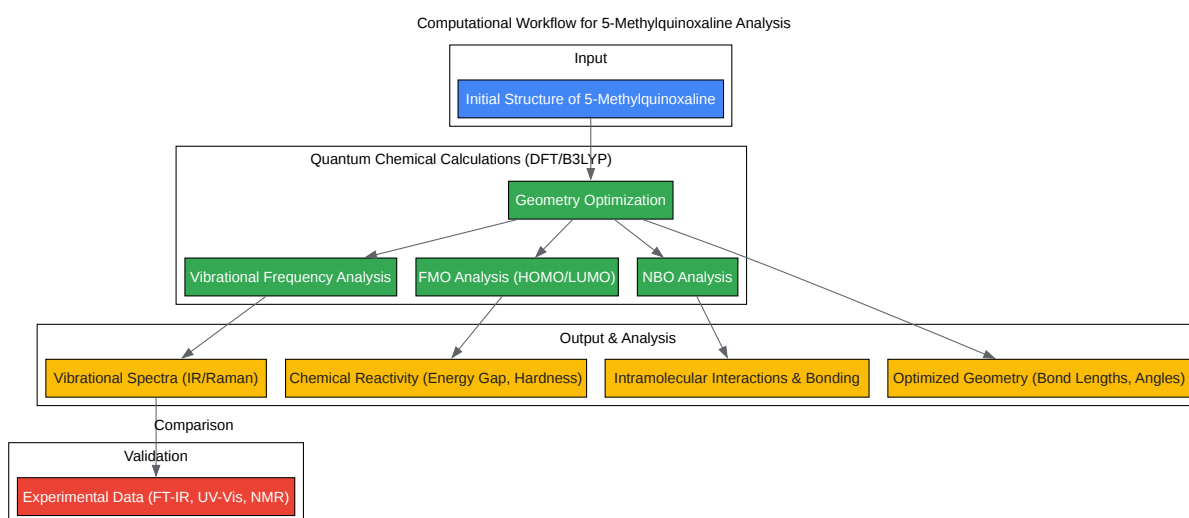 Computational Workflow for 5-Methylquinoxaline Analysis
Input
Initial Structure of 5-Methylquinoxaline
Quantum Chemical Calculations (DFT/B3LYP)
Geometry Optimization
Vibrational Frequency Analysis
FMO Analysis (HOMO/LUMO)
NBO Analysis
Output & Analysis
Vibrational Spectra (IR/Raman)
Chemical Reactivity (Energy Gap, Hardness)
Intramolecular Interactions & Bonding
Optimized Geometry (Bond Lengths, Angles)
Comparison
Validation
Experimental Data (FT-IR, UV-Vis, NMR)